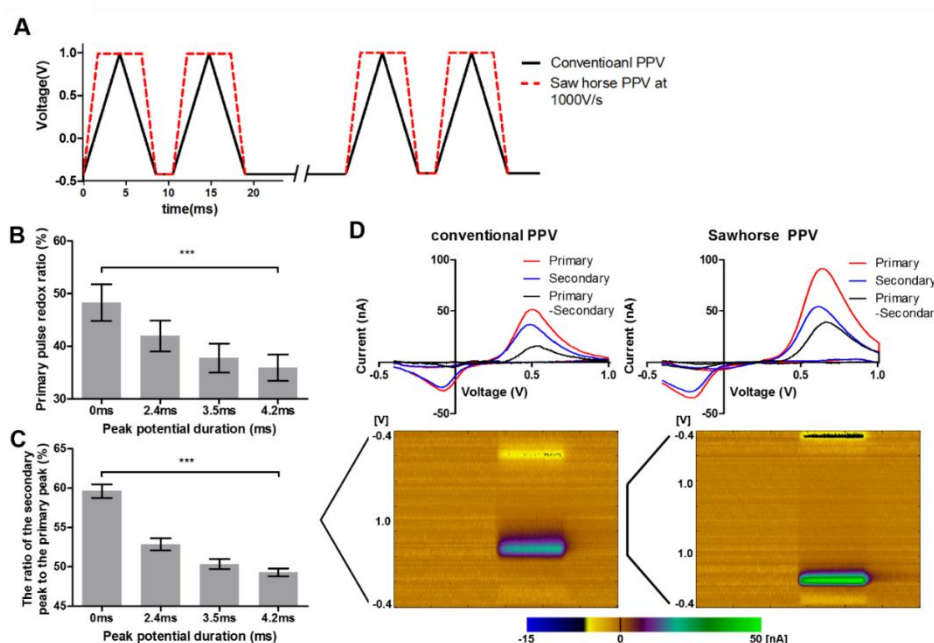 A
Voltage(V)
1.0
0.5
0.0
-0.5
0
5
10
15
20
time(ms)
Conventioanl PPV
Saw horse PPV at
1000V/s
B
Primary pulse redox ratio (%)
60
50
40
30
***
0ms
2.4ms
3.5ms
4.2ms
Peak potential duration (ms)
C
The ratio of the secondary
peak to the primary peak (%)
65
60
55
50
45
***
0ms
2.4ms
3.5ms
4.2ms
Peak potential duration (ms)
D
conventional PPV
Primary
Secondary
Primary
-Secondary
100
50
-50
Current (nA)
-0.5
0.5
1.0
Voltage (V)
Sawhorse PPV
Primary
Secondary
Primary
-Secondary
100
50
-50
Current (nA)
-0.5
0.5
1.0
Voltage (V)
[V]
-0.4
1.0
-0.4
[V]
-0.4
1.0
1.0
-0.4
-15
0
50 [nA]